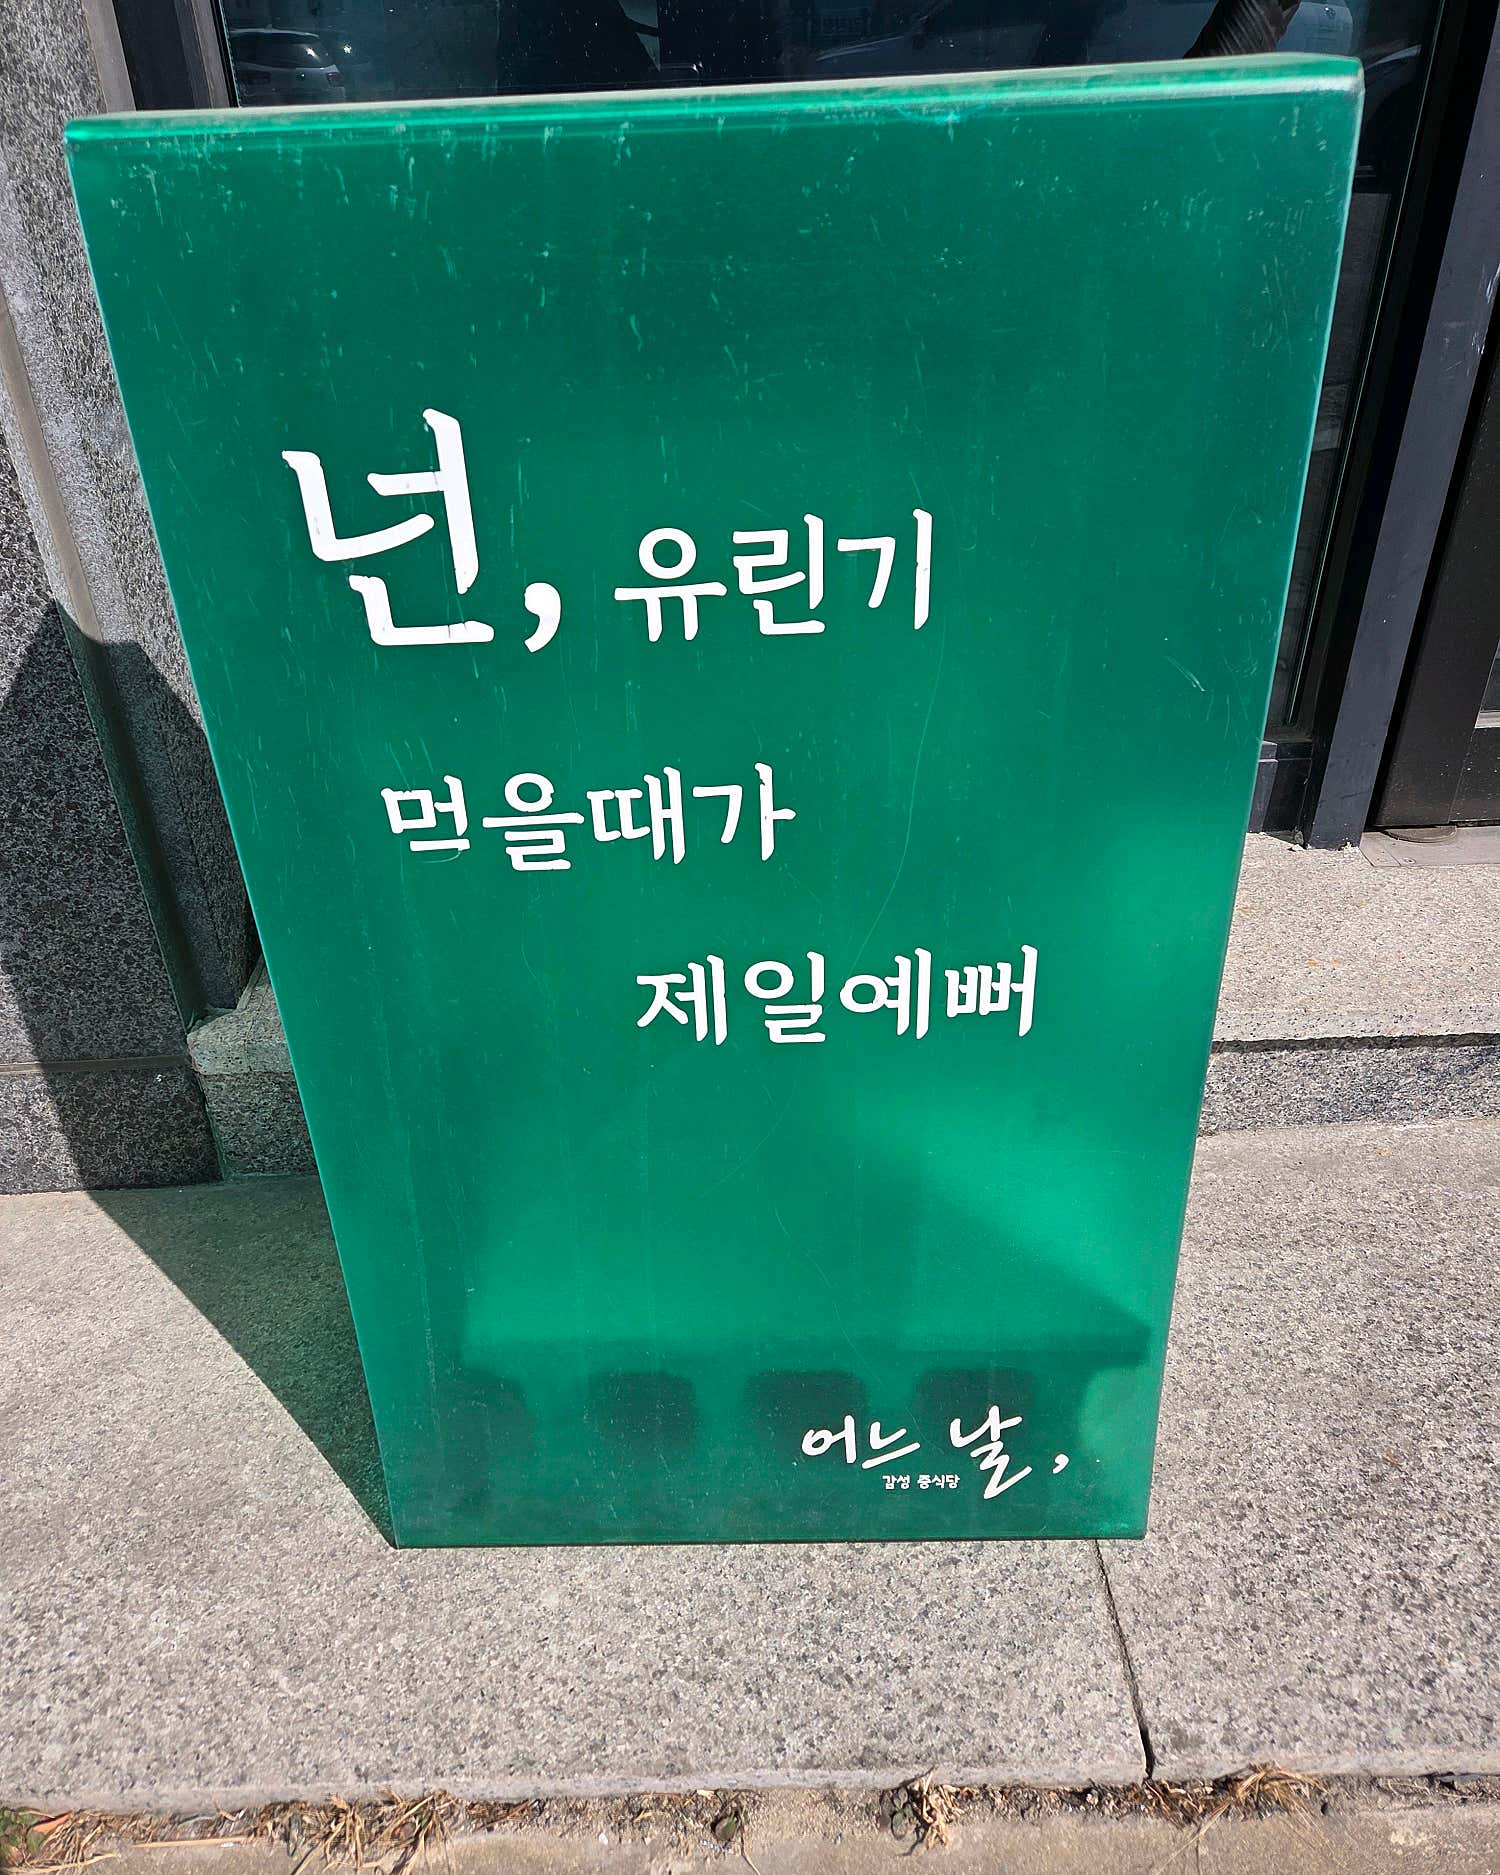 넌, 유린기
먹을때가
제일예뻐
어느 날,
감성 중식당